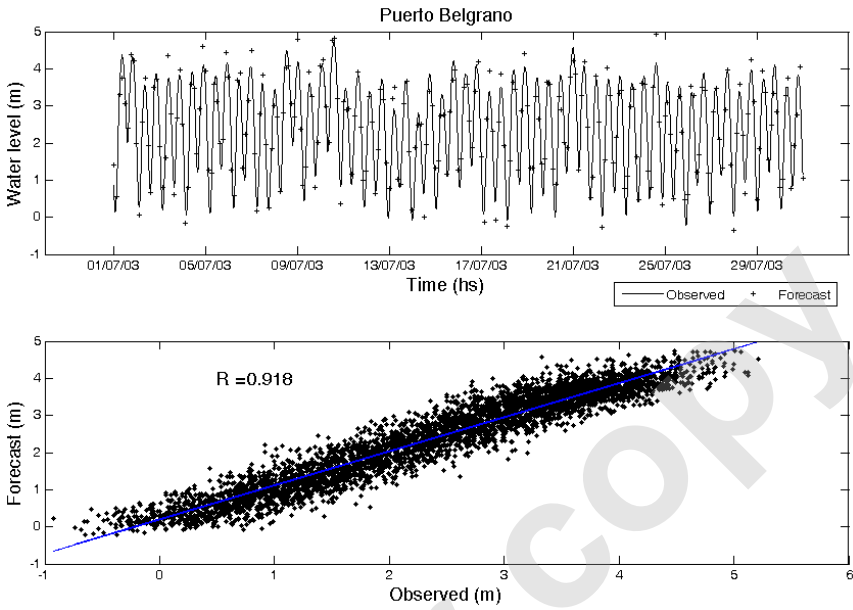 Puerto Belgrano
Water level (m)
5
4
3
2
1
0
-1
01/07/03 05/07/03 09/07/03 13/07/03 17/07/03 21/07/03 25/07/03 29/07/03
Time (hs)
Observed + Forecast
Forecast (m)
5
4
3
2
1
0
-1
R =0.918
-1 0 1 2 3 4 5 6
Observed (m)
copy